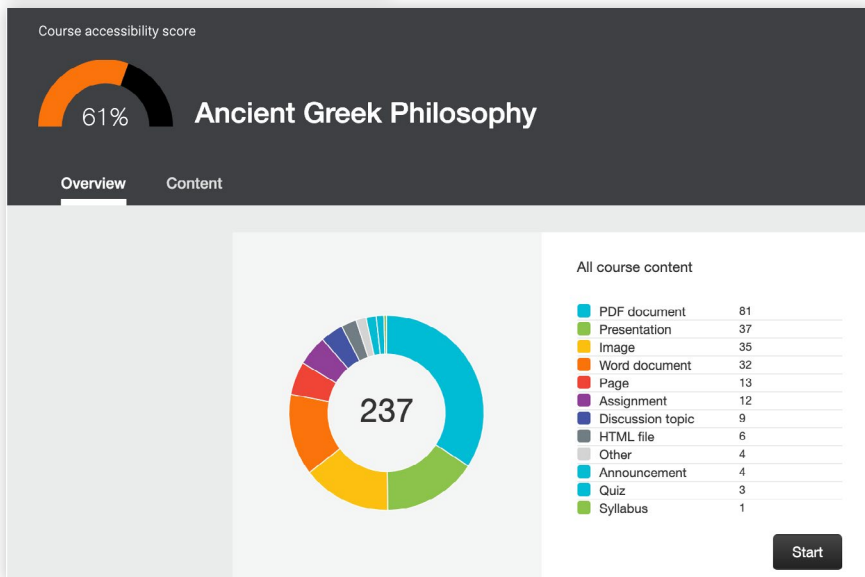 Course accessibility score
61%
Ancient Greek Philosophy
Overview Content
237
All course content
PDF document 81
Presentation 37
Image 35
Word document 32
Page 13
Assignment 12
Discussion topic 9
HTML file 6
Other 4
Announcement 4
Quiz 3
Syllabus 1
Start